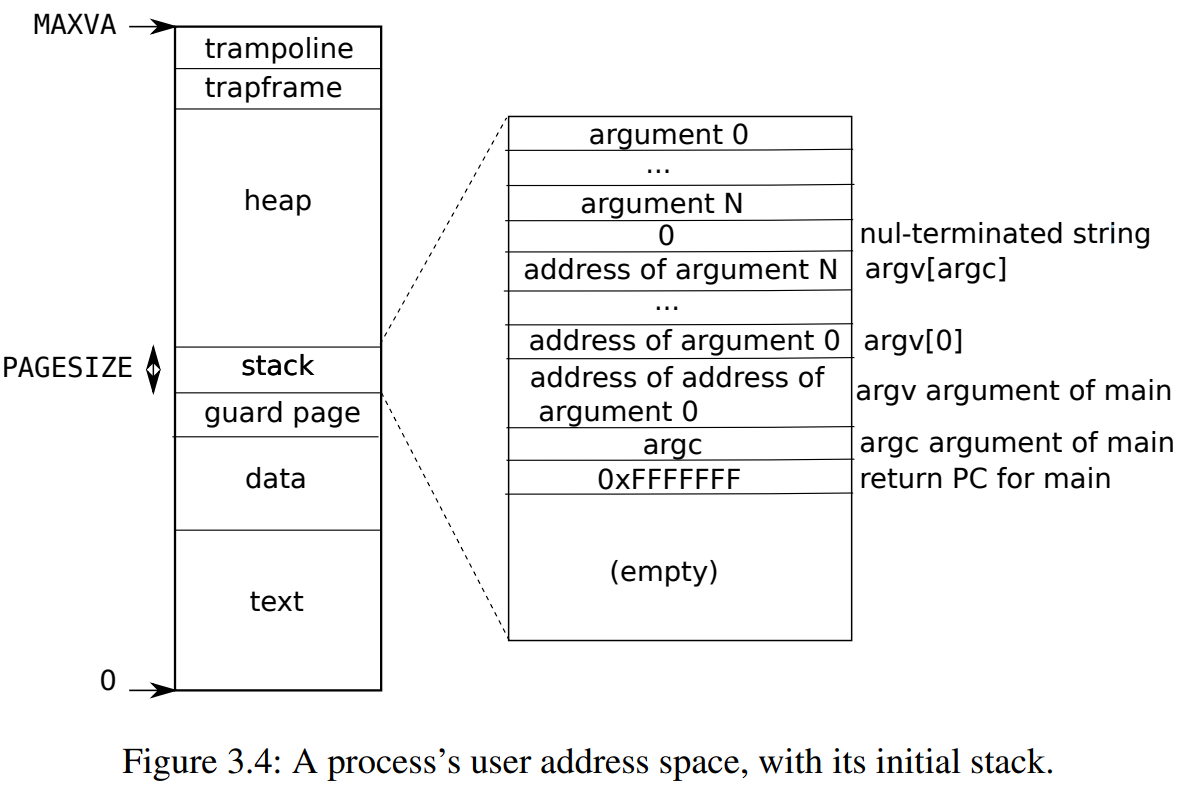 MAXVA
trampoline
trapframe
heap
PAGESIZE
stack
guard page
data
text
0
argument 0
...
argument N
0 nul-terminated string
address of argument N argv[argc]
...
address of argument 0 argv[0]
address of address of
argument 0
argv argument of main
argc argc argument of main
0xFFFFFFF return PC for main
(empty)
Figure 3.4: A process’s user address space, with its initial stack.